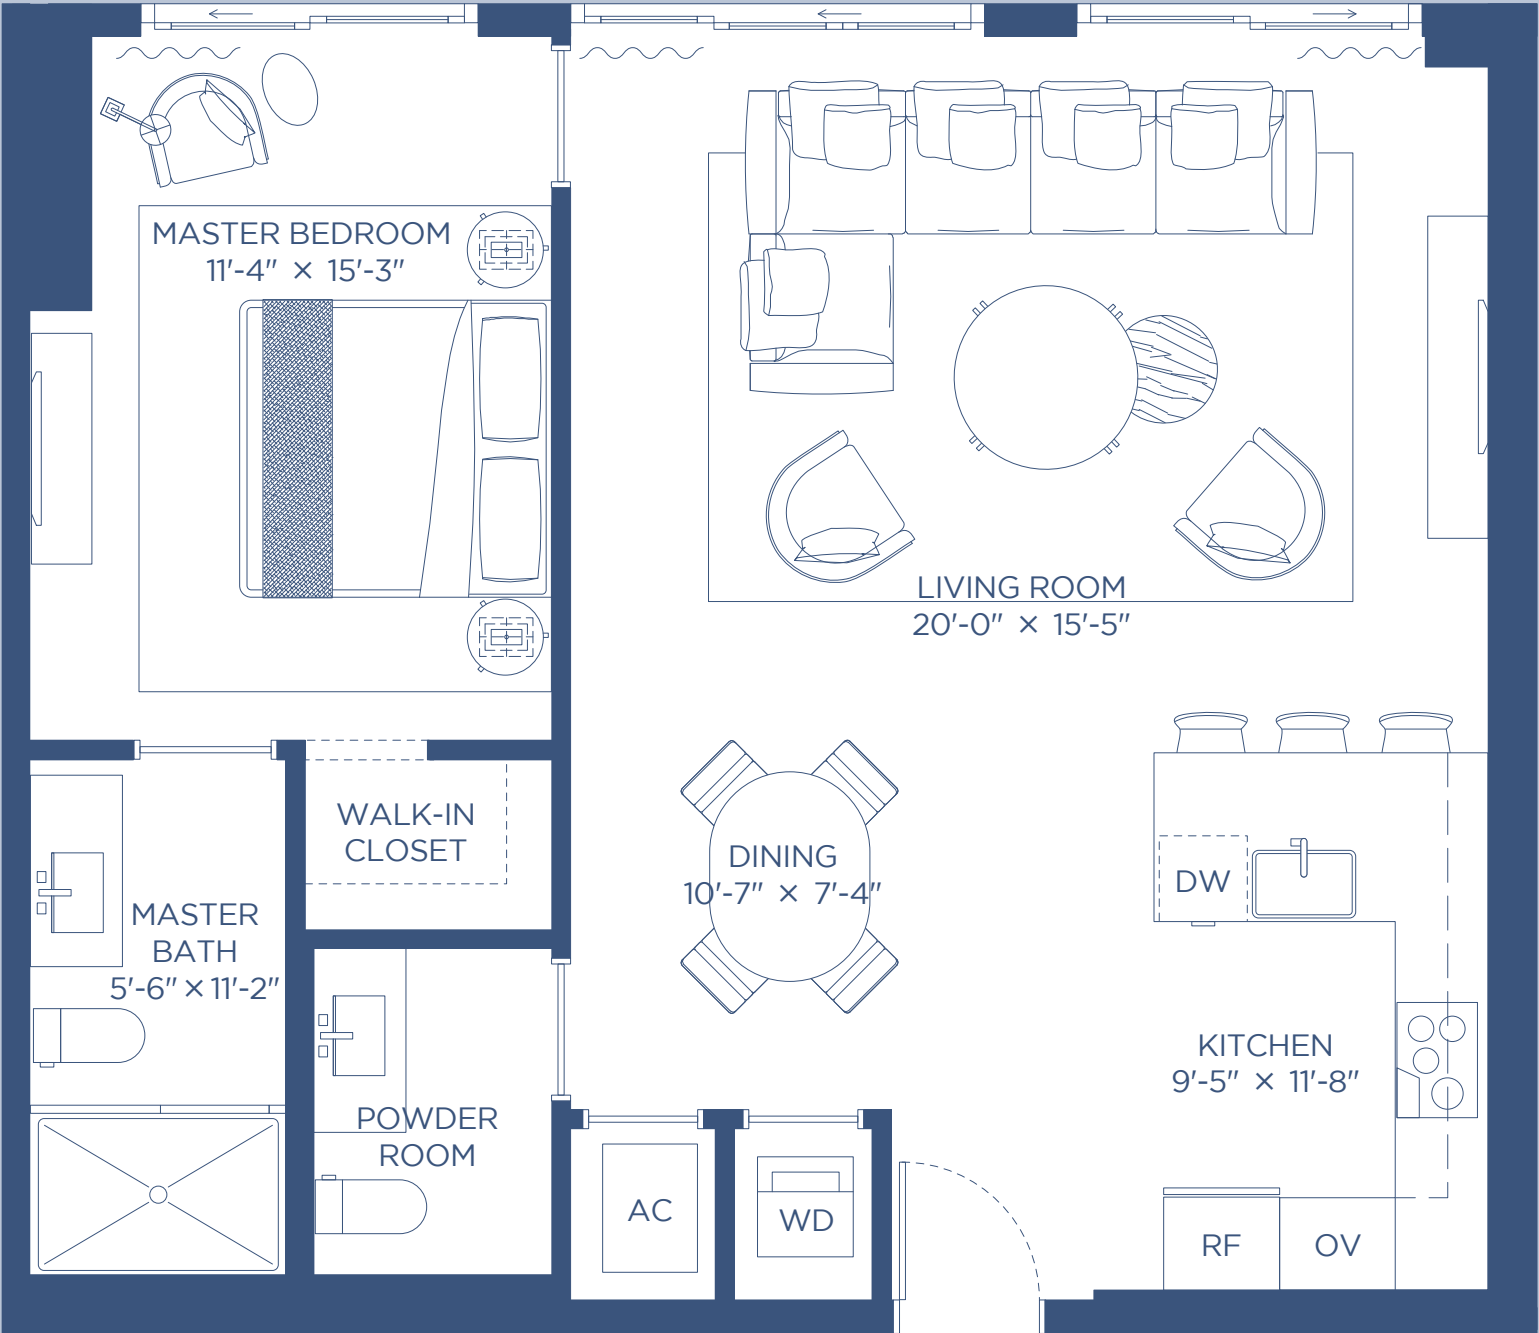 MASTER BEDROOM
11'-4" × 15'-3"
LIVING ROOM
20'-0" × 15'-5"
WALK-IN
CLOSET
DINING
10'-7" × 7'-4"
DW
MASTER
BATH
5'-6" × 11'-2"
KITCHEN
9'-5" × 11'-8"
POWDER
ROOM
AC
WD
RF
OV